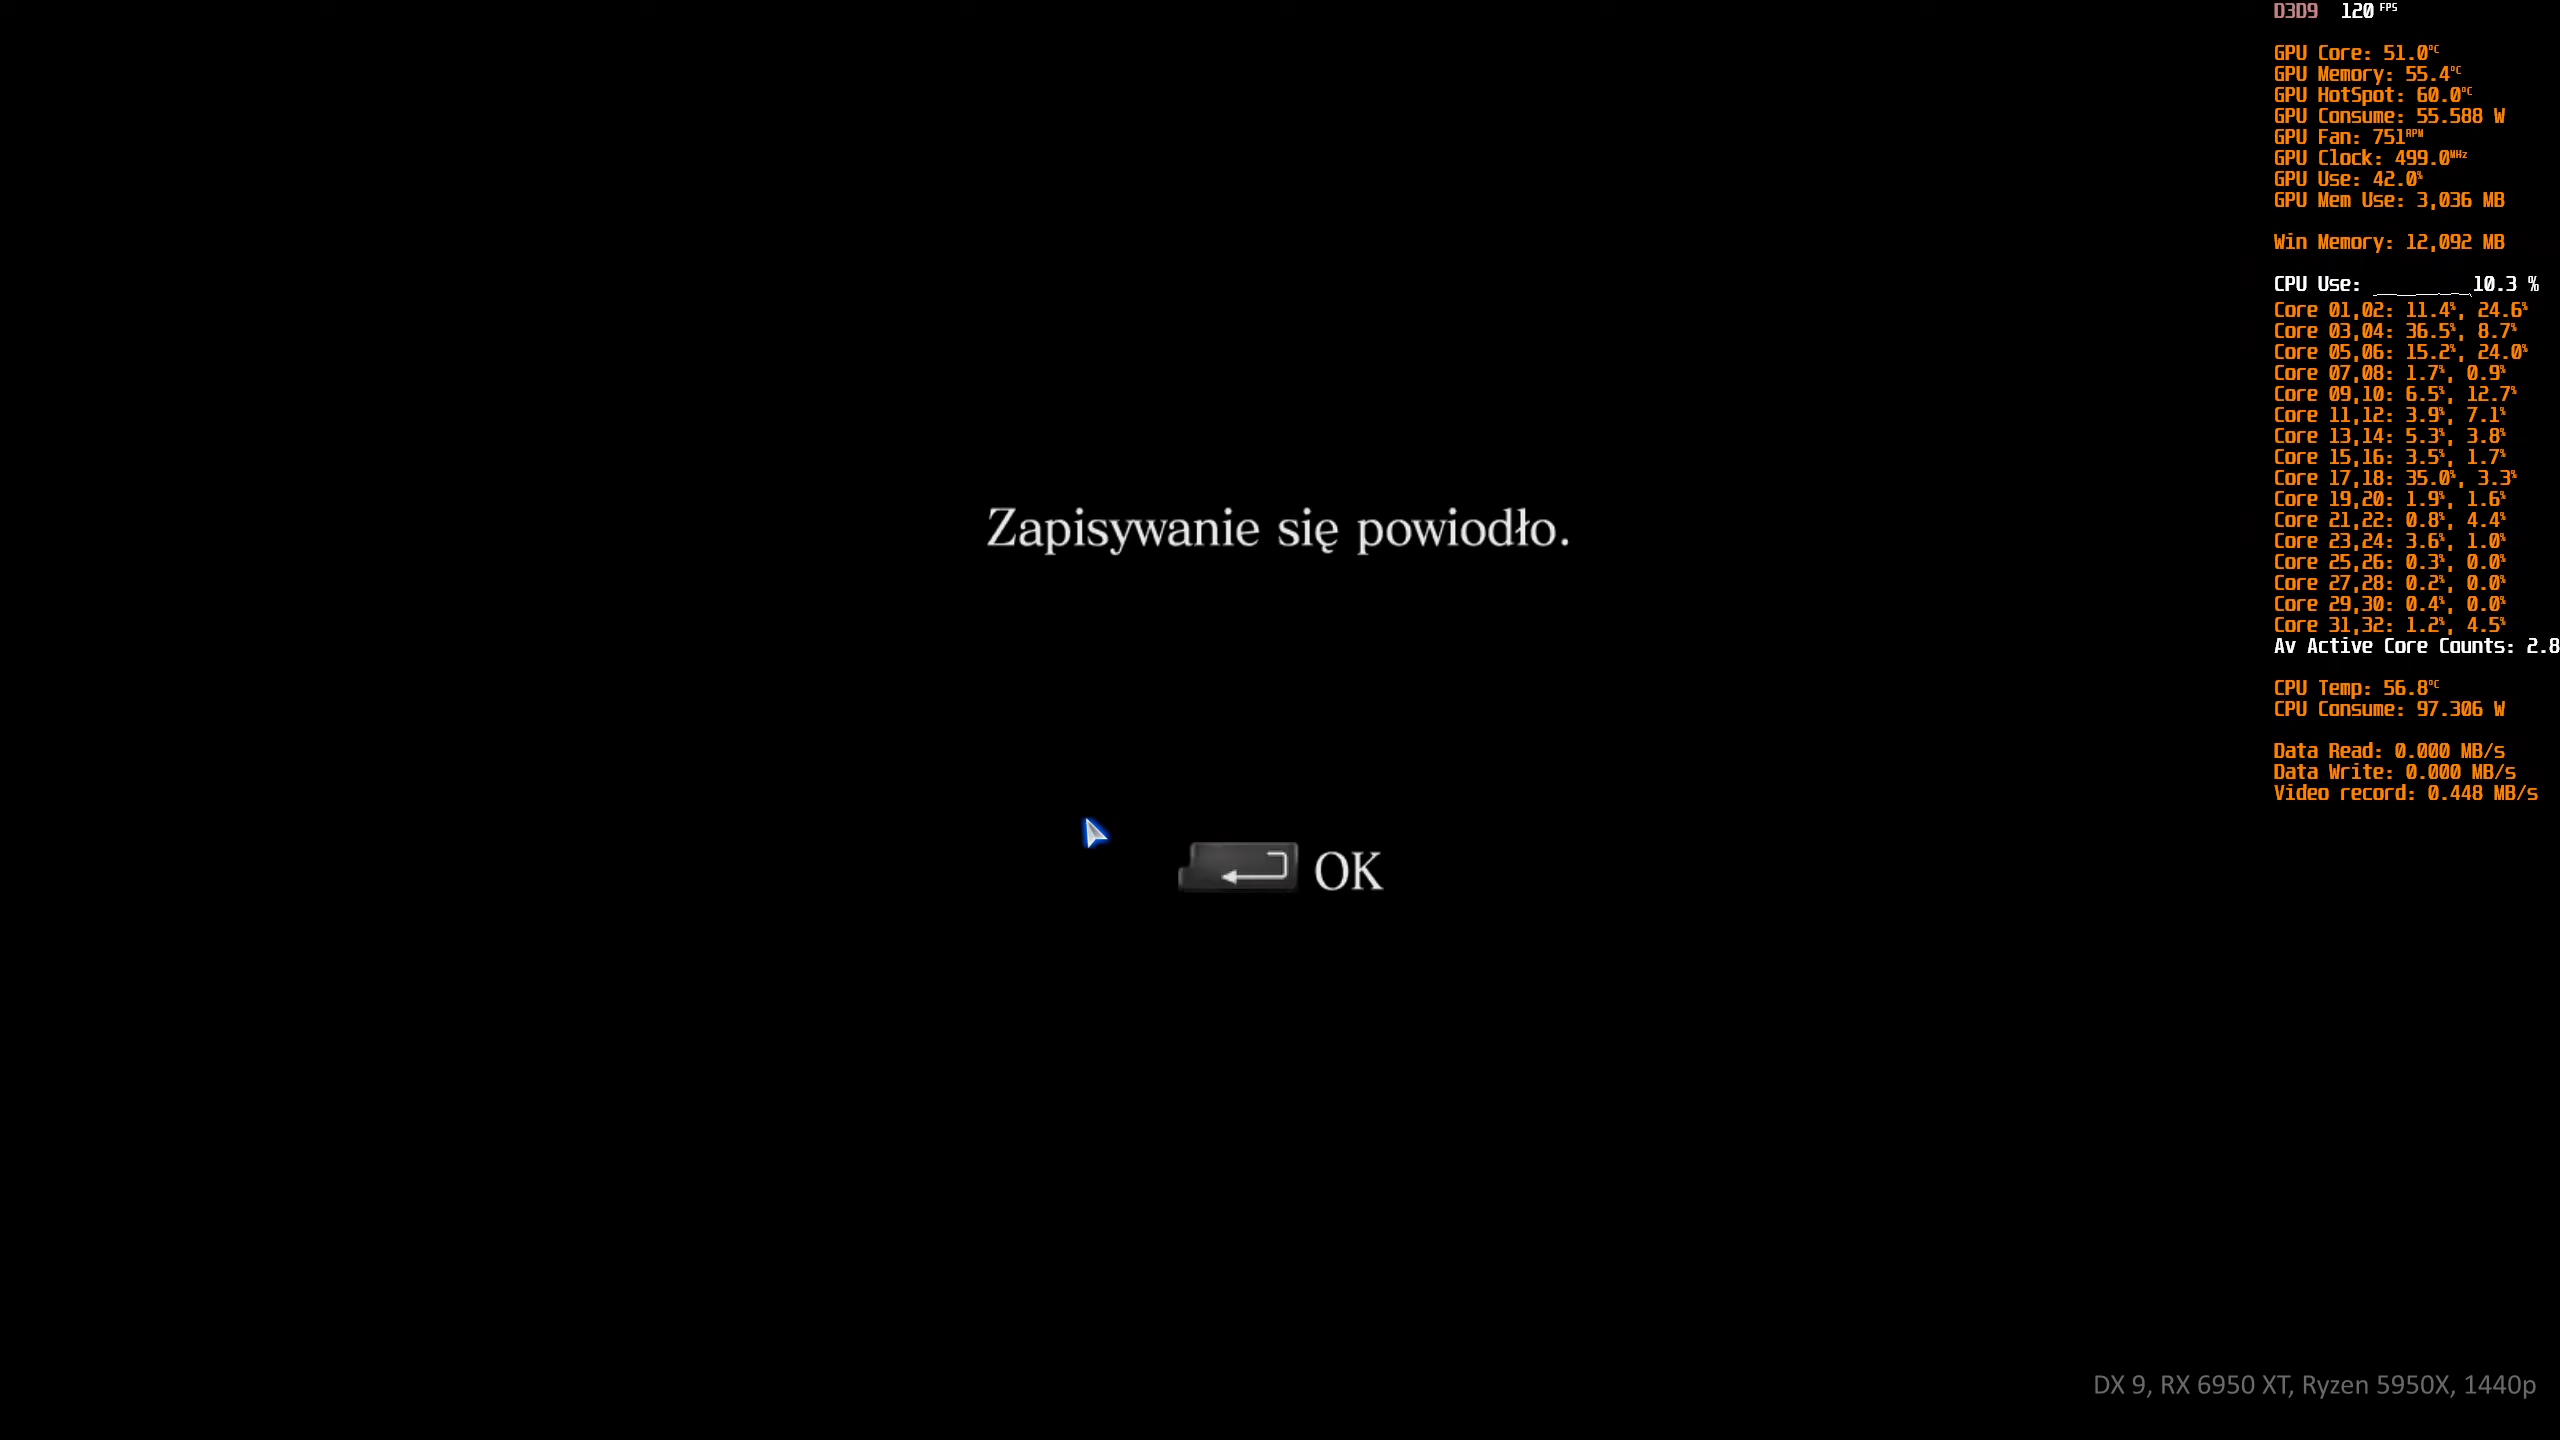 D3D9 120 FPS
GPU Core: 51.0°C
GPU Memory: 55.4°C
GPU HotSpot: 60.0°C
GPU Consume: 55.588 W
GPU Fan: 751RPM
GPU Clock: 499.0MHz
GPU Use: 42.0%
GPU Mem Use: 3,036 MB
Win Memory: 12,092 MB
CPU Use: 10.3 %
Core 01,02: 11.4%, 24.6%
Core 03,04: 36.5%, 8.7%
Core 05,06: 15.2%, 24.0%
Core 07,08: 1.7%, 0.9%
Core 09,10: 6.5%, 12.7%
Core 11,12: 3.9%, 7.1%
Core 13,14: 5.3%, 3.8%
Core 15,16: 3.5%, 1.7%
Core 17,18: 35.0%, 3.3%
Core 19,20: 1.9%, 1.6%
Core 21,22: 0.8%, 4.4%
Core 23,24: 3.6%, 1.0%
Core 25,26: 0.3%, 0.0%
Core 27,28: 0.2%, 0.0%
Core 29,30: 0.4%, 0.0%
Core 31,32: 1.2%, 4.5%
Av Active Core Counts: 2.8
CPU Temp: 56.8°C
CPU Consume: 97.306 W
Data Read: 0.000 MB/s
Data Write: 0.000 MB/s
Video record: 0.448 MB/s
Zapisywanie się powiodło.
OK
DX 9, RX 6950 XT, Ryzen 5950X, 1440p